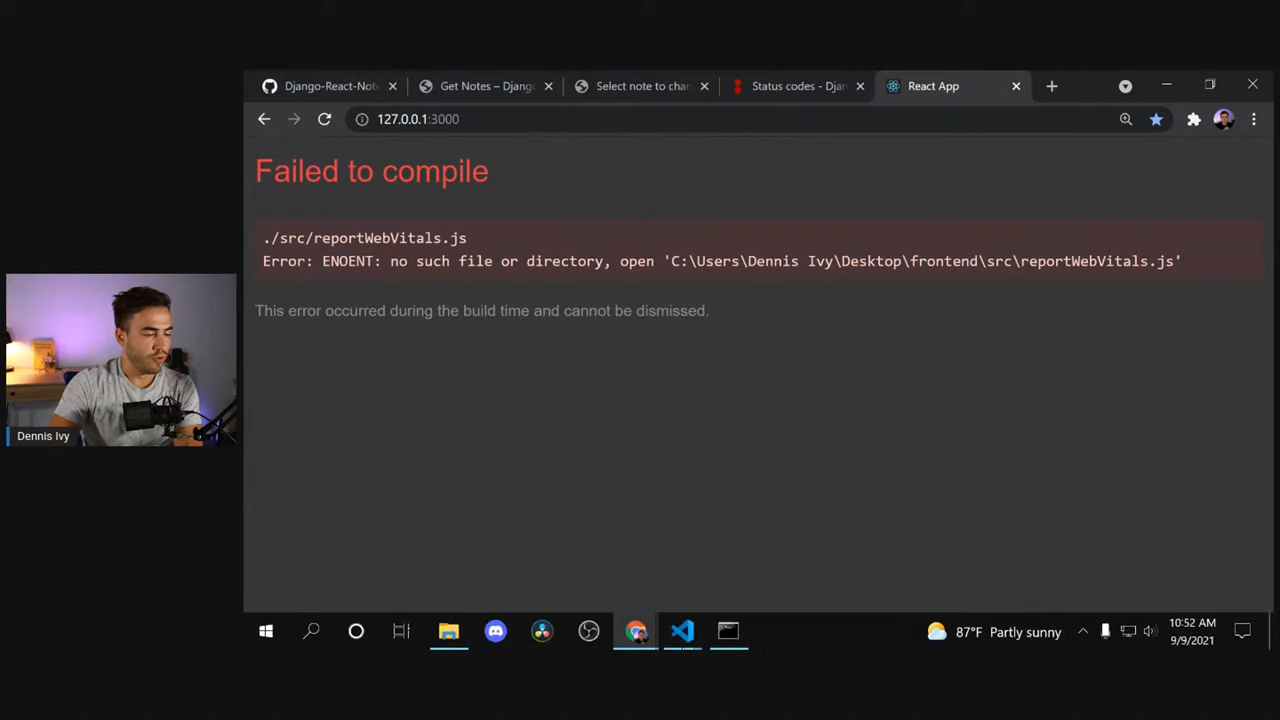 Django-React-Not
Get Notes – Djang
Select note to chan
Status codes - Djan
React App
127.0.0.1:3000
Failed to compile
./src/reportWebVitals.js
Error: ENOENT: no such file or directory, open 'C:\Users\Dennis Ivy\Desktop\frontend\src\reportWebVitals.js'
This error occurred during the build time and cannot be dismissed.
Dennis Ivy
87°F Partly sunny
10:52 AM
9/9/2021